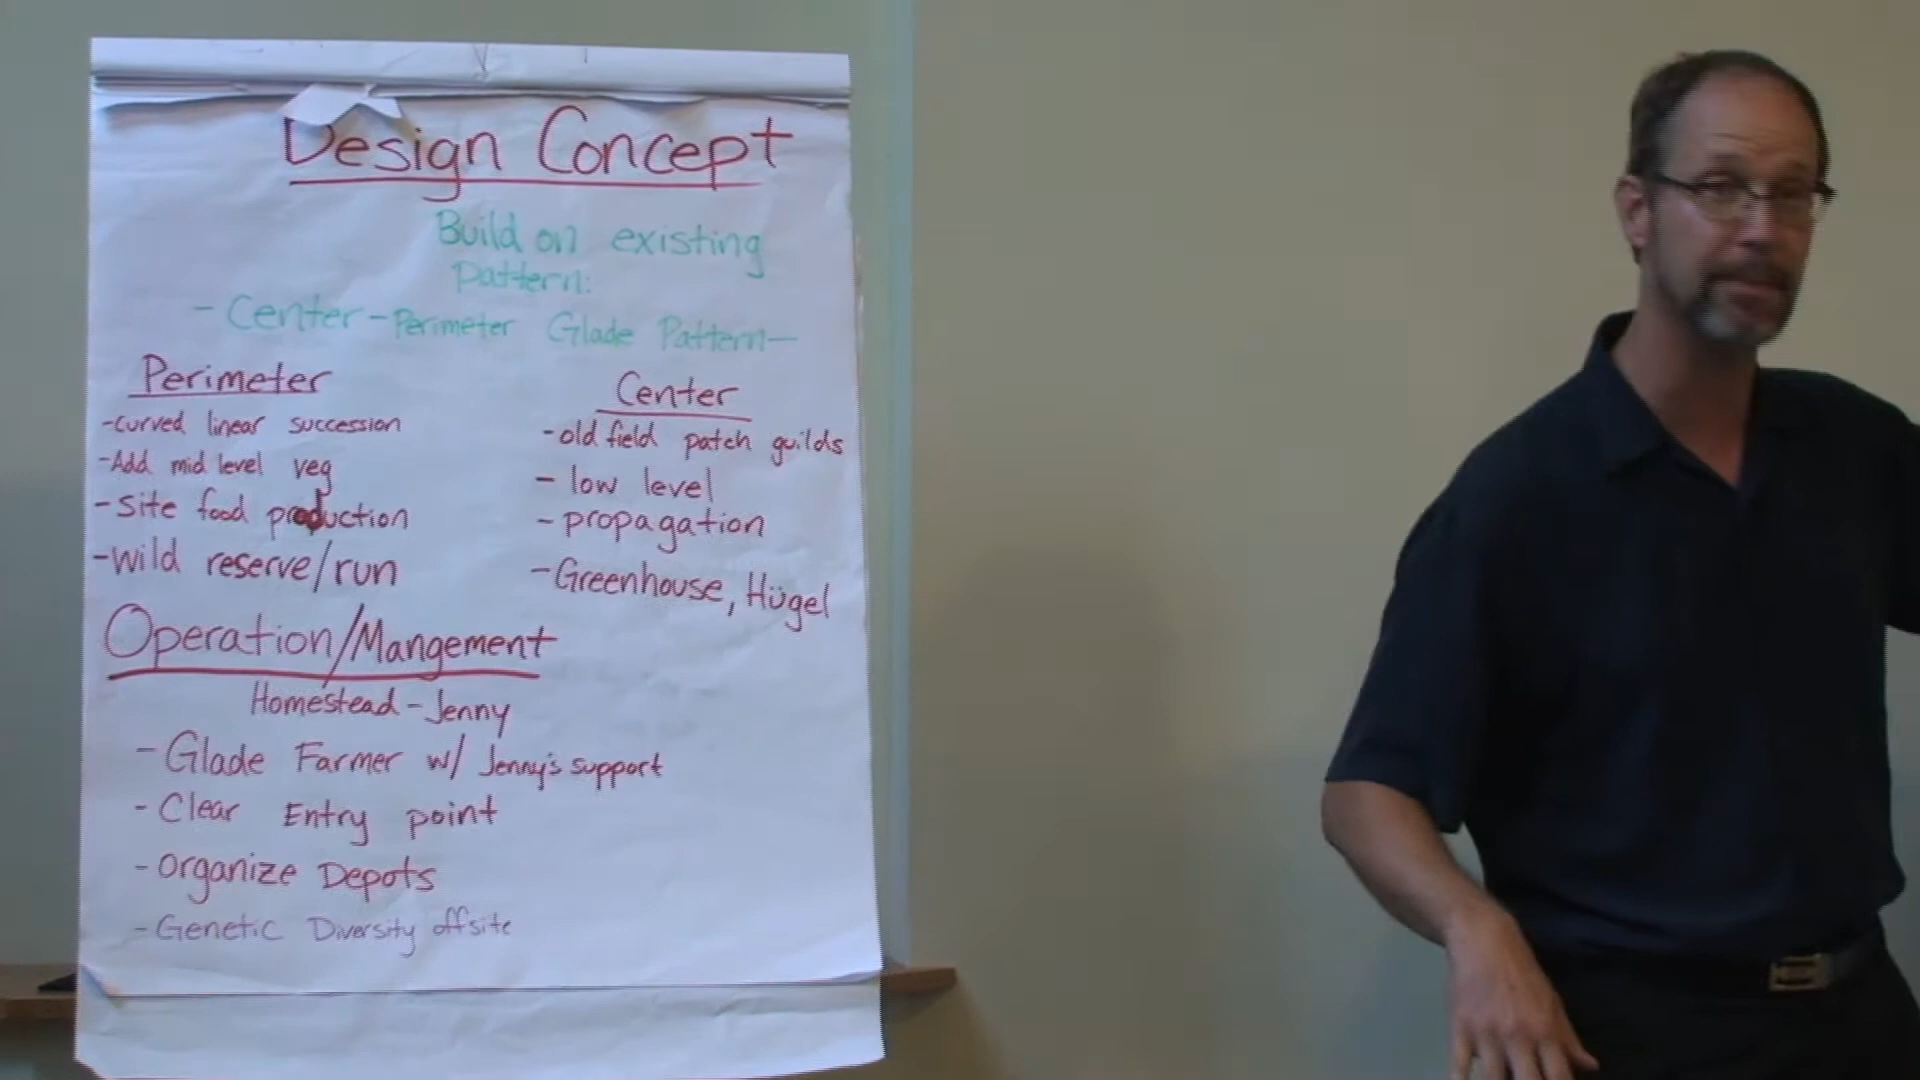 Design Concept
Build on existing
Pattern:
- Center - Perimeter Glade Pattern -
Perimeter
- curved linear succession
- Add mid level veg
- Site food production
- Wild reserve/run
Center
- old field patch guilds
- low level
- propagation
- Greenhouse, Hügel
Operation/Mangement
Homestead - Jenny
- Glade Farmer w/ Jenny's support
- Clear Entry point
- Organize Depots
- Genetic Diversity offsite